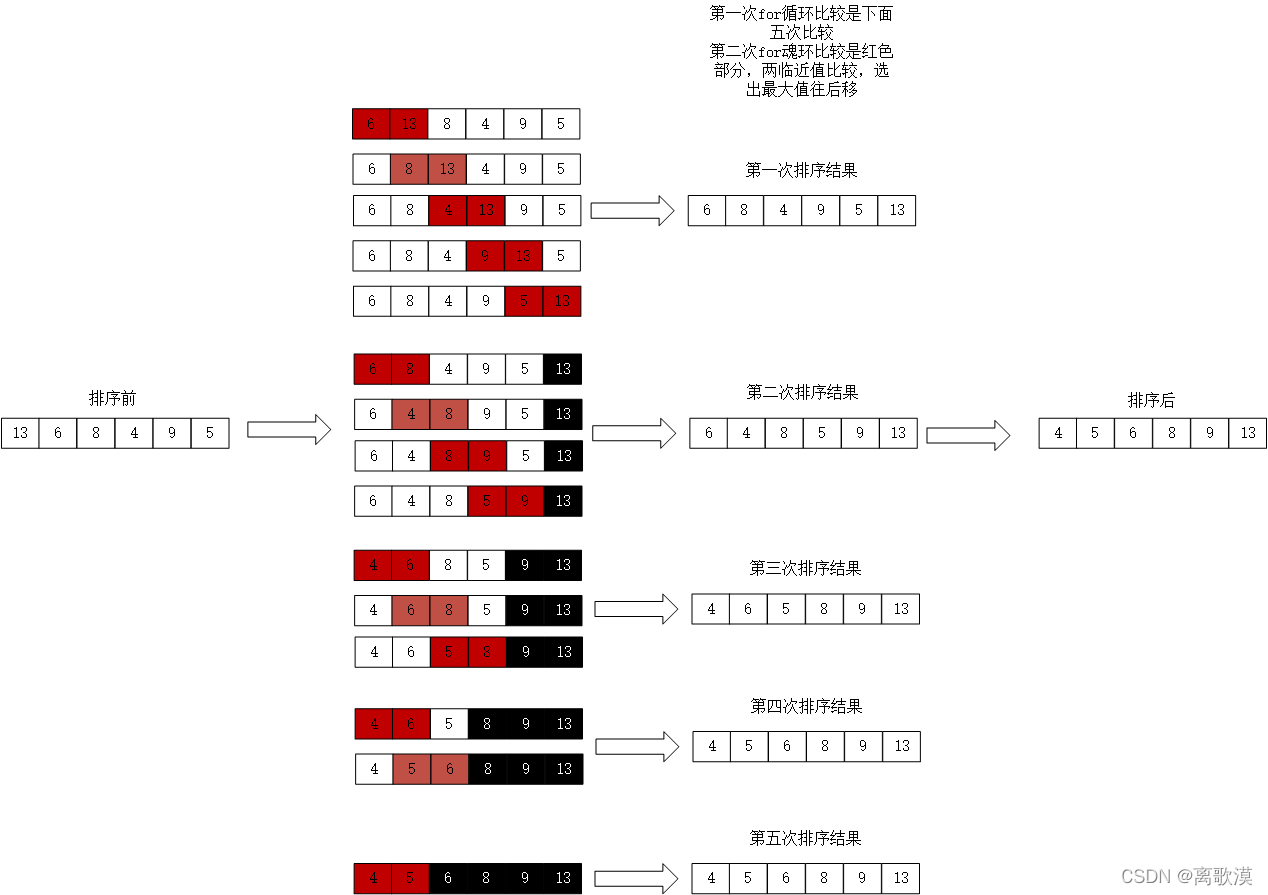 第一次for循环比较是下面
五次比较
第二次for魂环比较是红色
部分，两临近值比较，选
出最大值往后移
6 13 8 4 9 5
6 8 13 4 9 5
第一次排序结果
6 8 4 13 9 5
6 8 4 9 5 13
6 8 4 9 13 5
6 8 4 9 5 13
排序前
13 6 8 4 9 5
6 8 4 9 5 13
6 4 8 9 5 13
6 4 8 9 5 13
6 4 8 5 9 13
第二次排序结果
6 4 8 5 9 13
排序后
4 5 6 8 9 13
4 6 8 5 9 13
4 6 8 5 9 13
4 6 5 8 9 13
第三次排序结果
4 6 5 8 9 13
4 6 5 8 9 13
4 5 6 8 9 13
第四次排序结果
4 5 6 8 9 13
4 5 6 8 9 13
第五次排序结果
4 5 6 8 9 13
CSDN @离歌漠